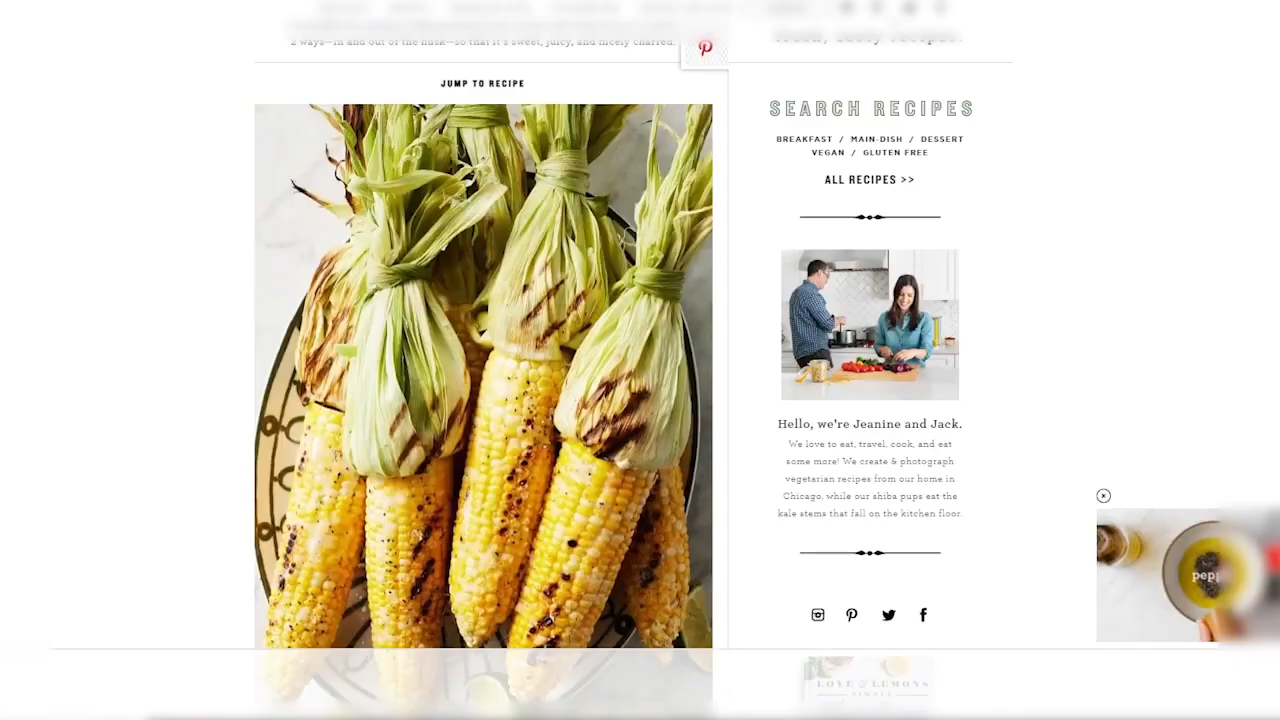 2 ways—in and out of the husk—so that it's sweet, juicy, and nicely charred.
JUMP TO RECIPE
SEARCH RECIPES
BREAKFAST / MAIN-DISH / DESSERT
VEGAN / GLUTEN FREE
ALL RECIPES >>
Hello, we're Jeanine and Jack.
We love to eat, travel, cook, and eat
some more! We create & photograph
vegetarian recipes from our home in
Chicago, while our shiba pups eat the
kale stems that fall on the kitchen floor.
LOVE & LEMONS
SIMPLE